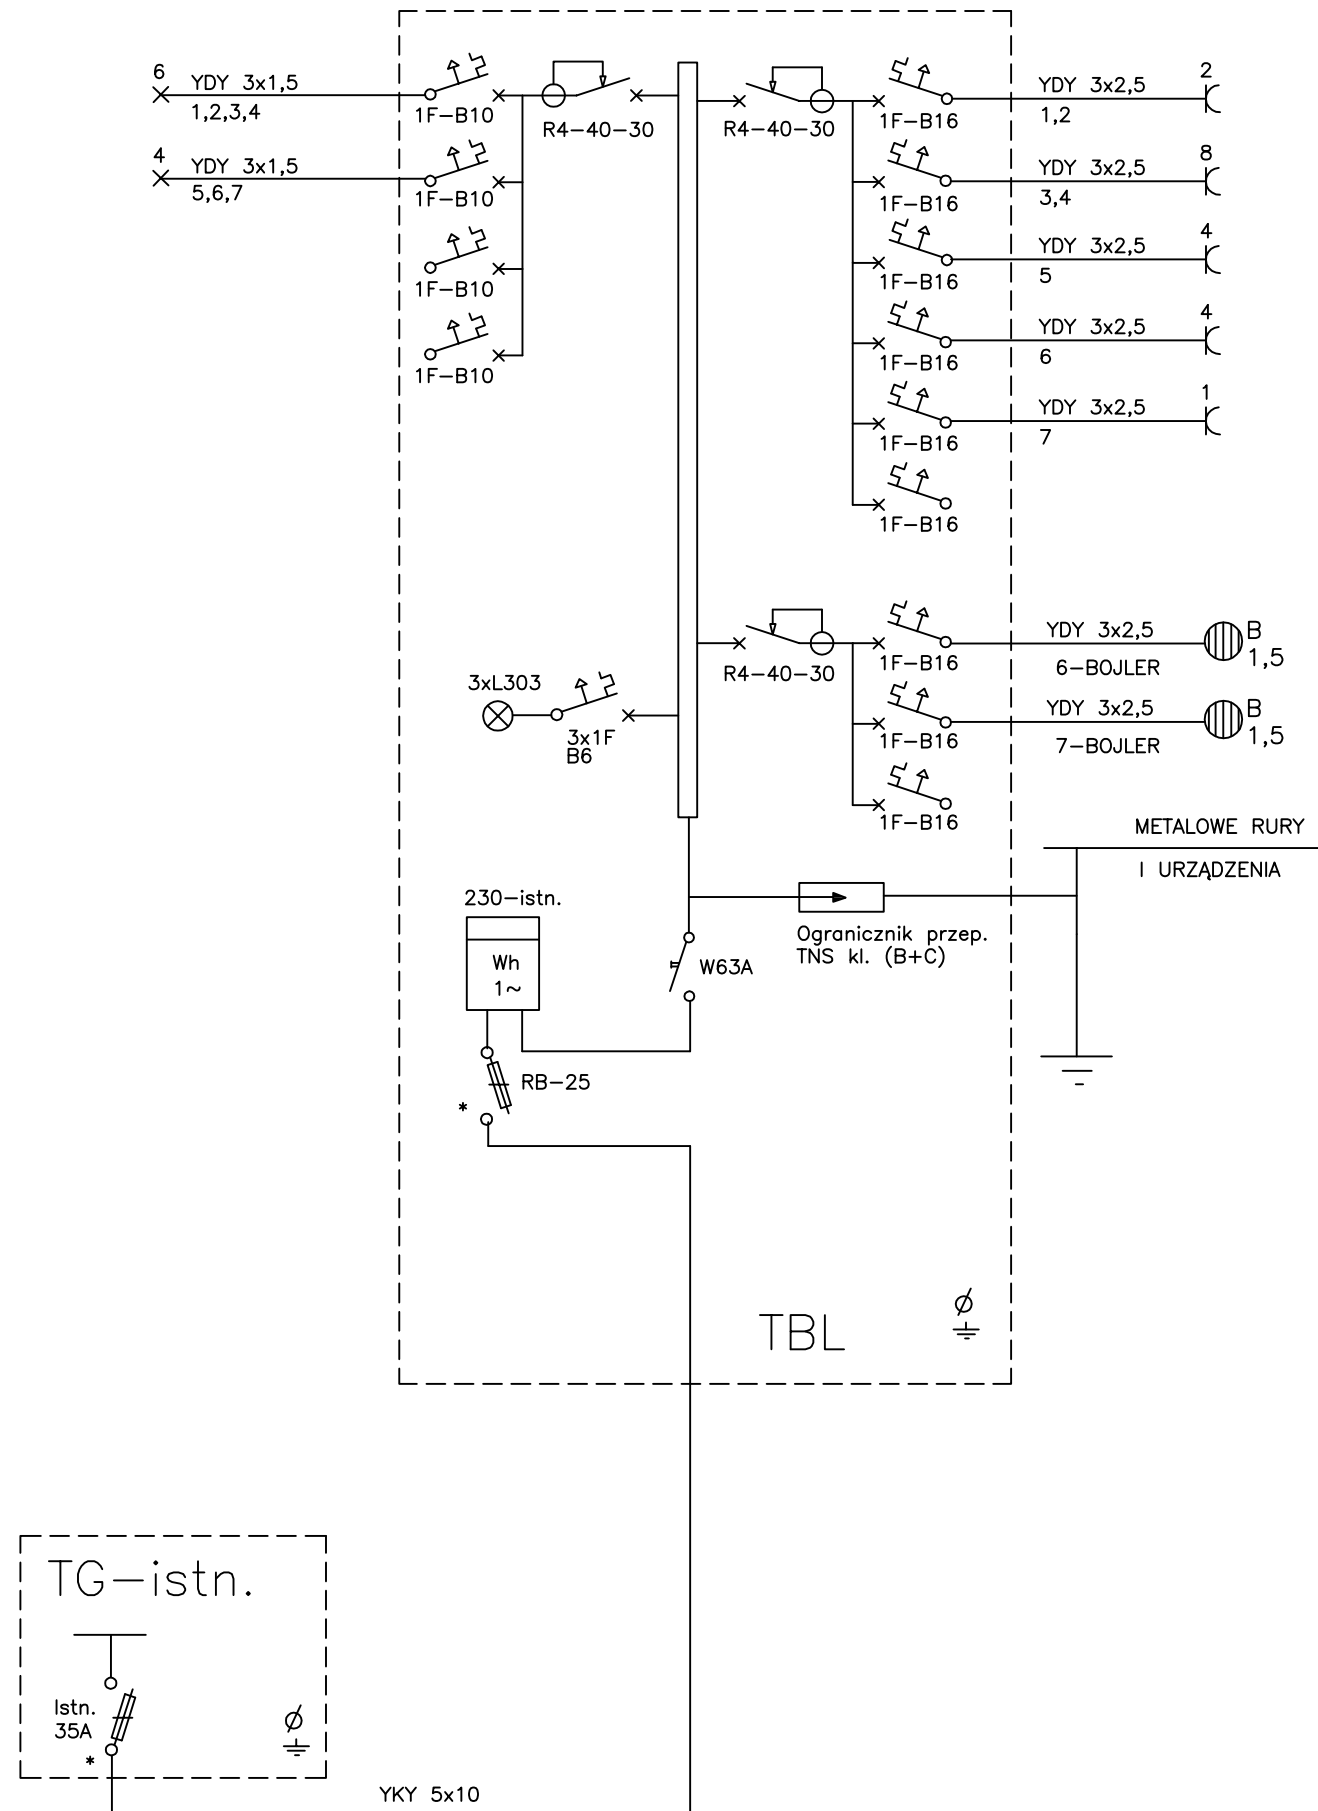 6
YDY 3x1,5
1,2,3,4
1F-B10
R4-40-30
4
YDY 3x1,5
5,6,7
1F-B10
1F-B10
1F-B10
R4-40-30
1F-B16
YDY 3x2,5
1,2
2
1F-B16
YDY 3x2,5
3,4
8
1F-B16
YDY 3x2,5
5
4
1F-B16
YDY 3x2,5
6
4
1F-B16
YDY 3x2,5
7
1
1F-B16
R4-40-30
1F-B16
YDY 3x2,5
6-BOJLER
B
1,5
1F-B16
YDY 3x2,5
7-BOJLER
B
1,5
1F-B16
3xL303
3x1F
B6
METALOWE RURY
I URZĄDZENIA
230-istn.
Wh
1~
W63A
Ogranicznik przep.
TNS kl. (B+C)
RB-25
*
TBL
TG-istn.
Istn.
35A
*
YKY 5x10